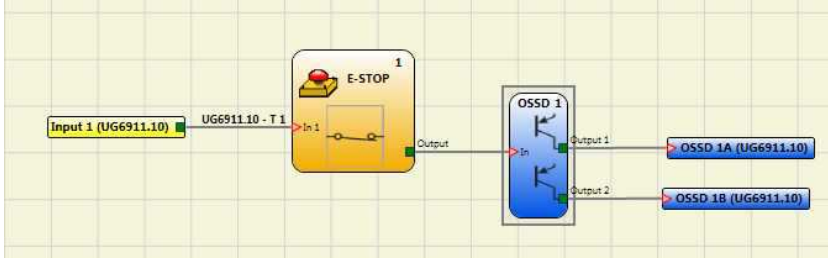 1
E-STOP
OSSD 1
Input 1 (UG6911.10)
UG6911.10 - T 1
In 1
Output
In
Output 1
OSSD 1A (UG6911.10)
Output 2
OSSD 1B (UG6911.10)